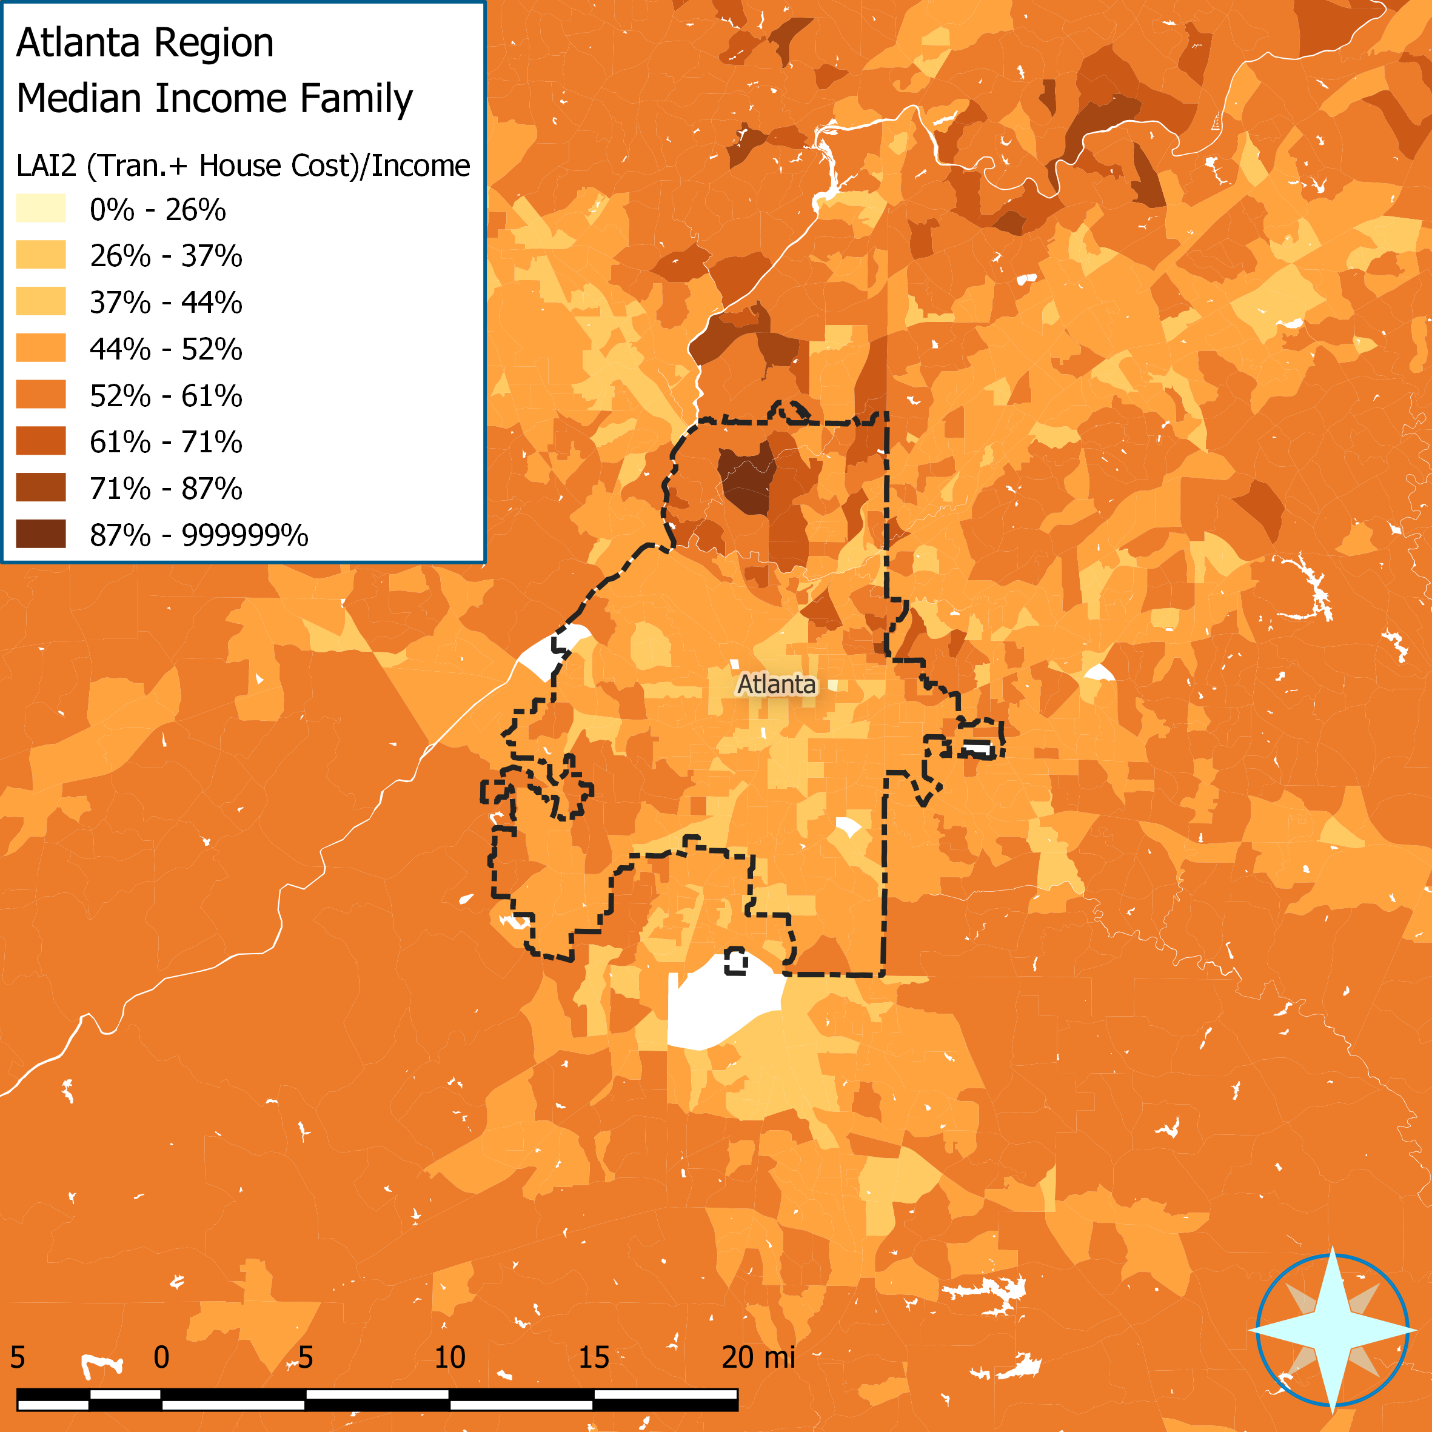 Atlanta Region
Median Income Family
LAI2 (Tran.+ House Cost)/Income
0% - 26%
26% - 37%
37% - 44%
44% - 52%
52% - 61%
61% - 71%
71% - 87%
87% - 999999%
Atlanta
5 0 5 10 15 20 mi